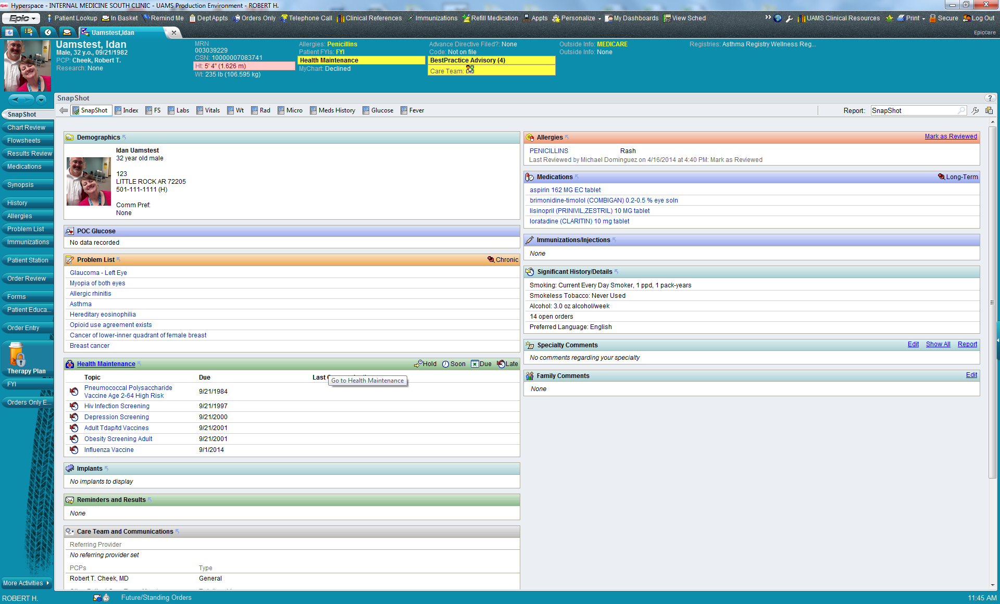 Hyperspace - INTERNAL MEDICINE SOUTH CLINIC - UAMS Production Environment - ROBERT H.
Epic Patient Lookup In Basket Remind Me Dept Appts Orders Only Telephone Call Clinical References Immunizations Refill Medication Appts Personalize My Dashboards View Sched UAMS Clinical Resources Print Secure Log Out
Uamstest,Idan
EpicCare
Uamstest, Idan
Male, 32 y.o., 09/21/1982
PCP: Cheek, Robert T.
Research: None
MRN
003039229
CSN: 10000007083741
Ht: 5' 4" (1.626 m)
Wt: 235 lb (106.595 kg)
Allergies: Penicillins
Patient FYIs: FYI
Health Maintenance
MyChart: Declined
Advance Directive Filed?: None
Code: Not on file
BestPractice Advisory (4)
Care Team:
Outside Info: MEDICARE
Outside Info: None
Registries: Asthma Registry Wellness Reg...
SnapShot
SnapShot Index FS Labs Vitals Wt Rad Micro Meds History Glucose Fever
Report: SnapShot
SnapShot
Chart Review
Flowsheets
Results Review
Medications
Synopsis
History
Allergies
Problem List
Immunizations
Patient Station
Order Review
Forms
Patient Educa...
Order Entry
Therapy Plan
FYI
Orders Only E...
More Activities
Demographics
Idan Uamstest
32 year old male
123
LITTLE ROCK AR 72205
501-111-1111 (H)
Comm Pref:
None
POC Glucose
No data recorded
Problem List Chronic
Glaucoma - Left Eye
Myopia of both eyes
Allergic rhinitis
Asthma
Hereditary eosinophilia
Opioid use agreement exists
Cancer of lower-inner quadrant of female breast
Breast cancer
Health Maintenance Hold Soon Due Late
Topic Due Last
Go to Health Maintenance
Pneumococcal Polysaccharide
Vaccine Age 2-64 High Risk 9/21/1984
Hiv Infection Screening 9/21/1997
Depression Screening 9/21/2000
Adult Tdap/td Vaccines 9/21/2001
Obesity Screening Adult 9/21/2001
Influenza Vaccine 9/1/2014
Implants
No implants to display
Reminders and Results
None
Care Team and Communications
Referring Provider
No referring provider set
PCPs Type
Robert T. Cheek, MD General
Allergies Mark as Reviewed
PENICILLINS Rash
Last Reviewed by Michael Dominguez on 4/16/2014 at 4:40 PM: Mark as Reviewed
Medications Long-Term
aspirin 162 MG EC tablet
brimonidine-timolol (COMBIGAN) 0.2-0.5 % eye soln
lisinopril (PRINIVIL,ZESTRIL) 10 MG tablet
loratadine (CLARITIN) 10 mg tablet
Immunizations/Injections
None
Significant History/Details
Smoking: Current Every Day Smoker, 1 ppd, 1 pack-years
Smokeless Tobacco: Never Used
Alcohol: 3.0 oz alcohol/week
14 open orders
Preferred Language: English
Specialty Comments Edit Show All Report
No comments regarding your specialty
Family Comments Edit
None
ROBERT H. Future/Standing Orders 11:45 AM